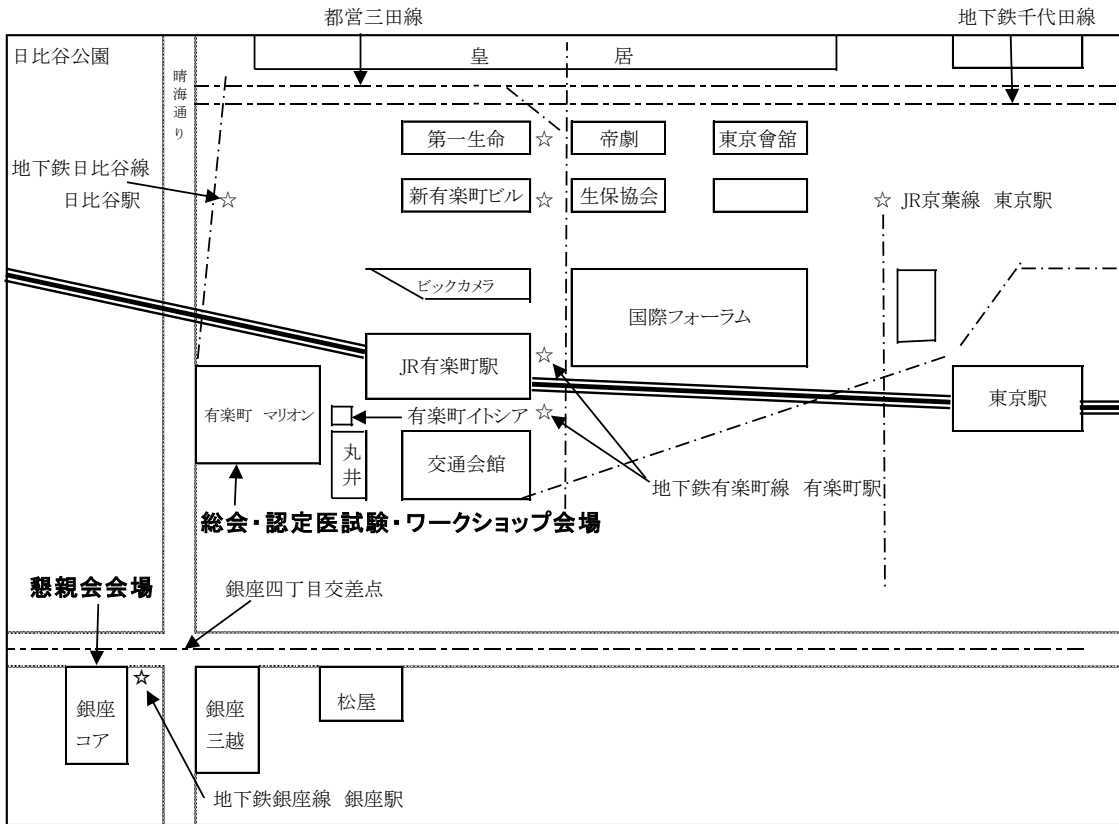 都営三田線
地下鉄千代田線
日比谷公園
皇 居
晴海通り
第一生命
☆
帝劇
東京會舘
地下鉄日比谷線
日比谷駅
☆
新有楽町ビル
☆
生保協会
☆ JR京葉線 東京駅
ビックカメラ
国際フォーラム
JR有楽町駅
☆
東京駅
有楽町 マリオン
有楽町イトシア
☆
丸井
交通会館
地下鉄有楽町線 有楽町駅
総会・認定医試験・ワークショップ会場
懇親会会場
銀座四丁目交差点
☆
銀座
コア
銀座
三越
松屋
地下鉄銀座線 銀座駅